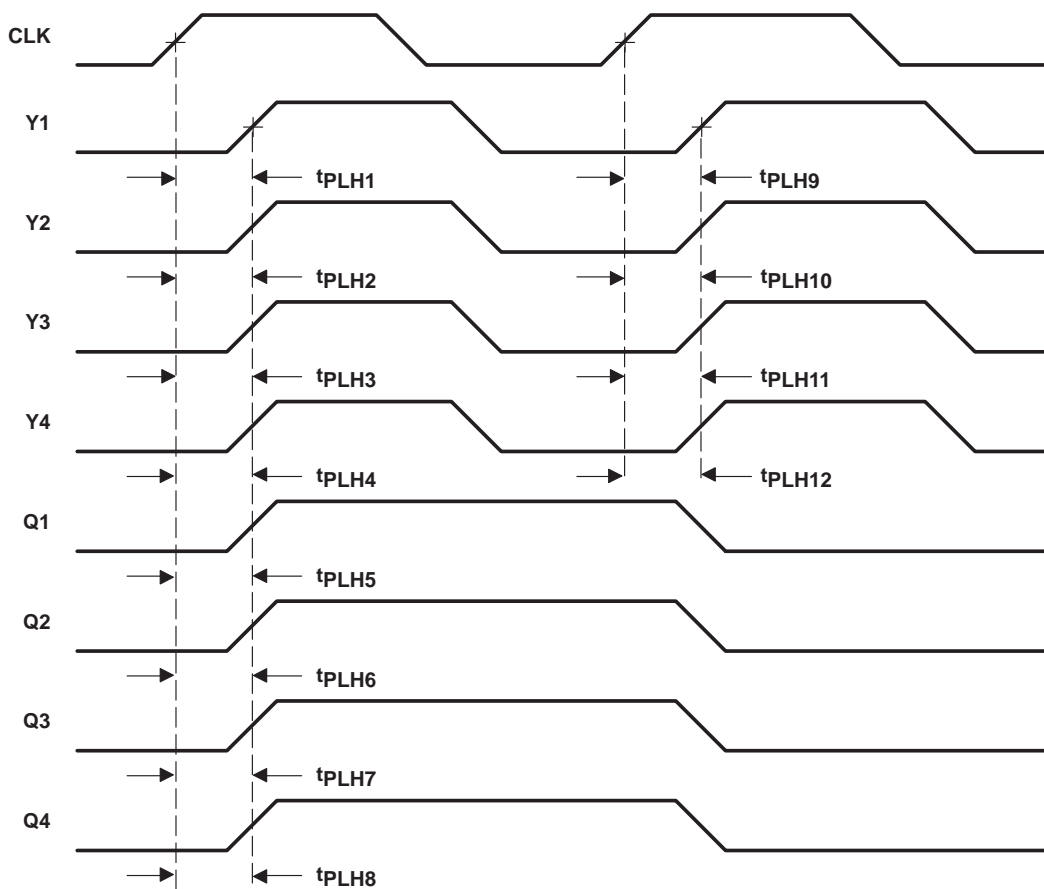 CLK
Y1
tPLH1 tPLH9
Y2
tPLH2 tPLH10
Y3
tPLH3 tPLH11
Y4
tPLH4 tPLH12
Q1
tPLH5
Q2
tPLH6
Q3
tPLH7
Q4
tPLH8